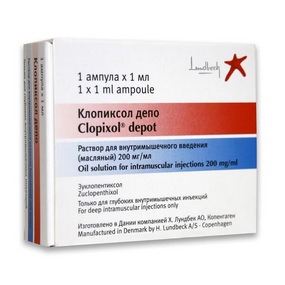 1 ампула х 1 мл
1 x 1 ml ampoule
Lundbeck
Клопиксол депо
Clopixol® depot
Раствор для внутримышечного введения
(масляный) 200 мг/мл
Oil solution for intramuscular injections 200 mg/ml
Зуклопентиксол
Zuclopenthixol
Только для глубоких внутримышечных инъекций
For deep intramuscular injections only
Изготовлено в Дании компанией Х. Лундбек АО, Копенгаген
Manufactured in Denmark by H. Lundbeck A/S - Copenhagen
Клопиксол депо